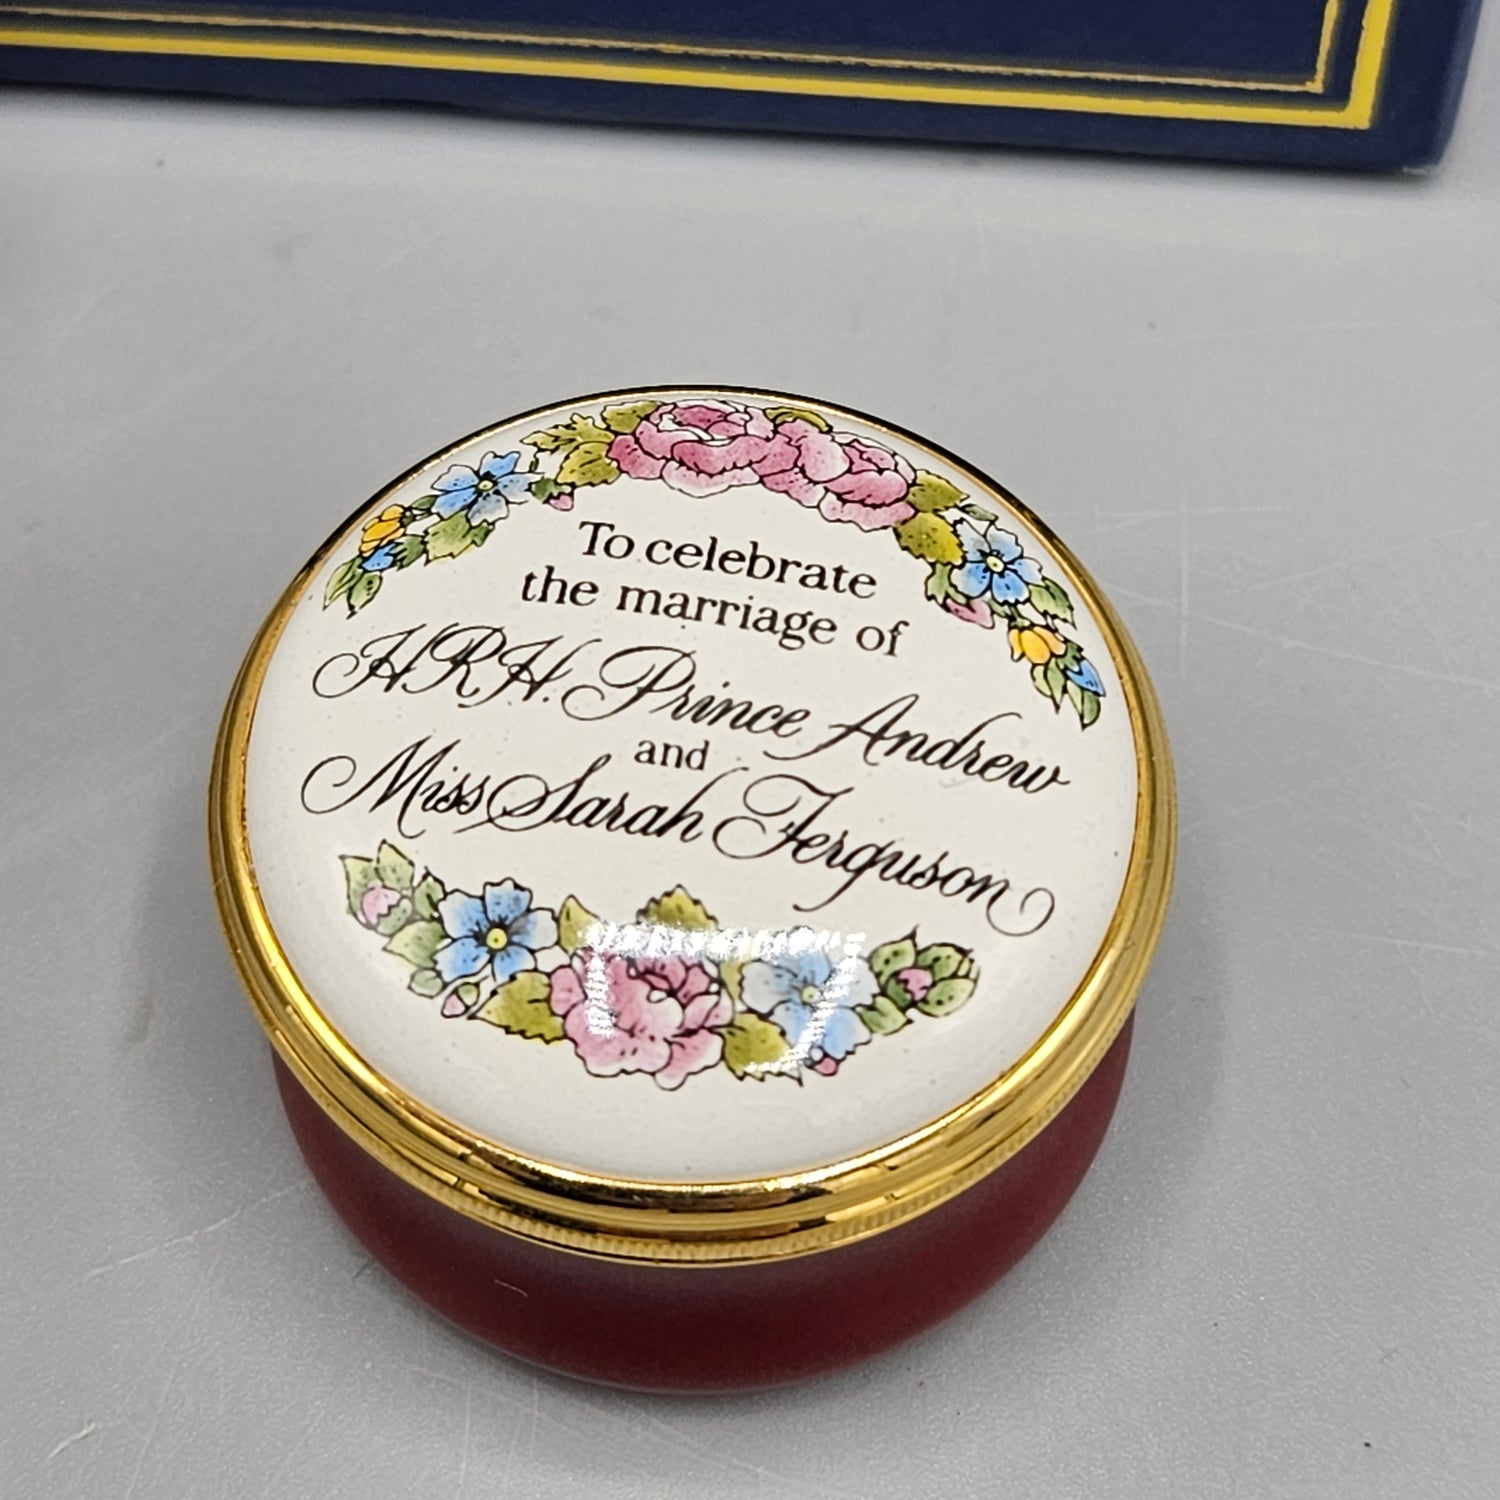 To celebrate
the marriage of
H.R.H. Prince Andrew
and
Miss Sarah Ferguson